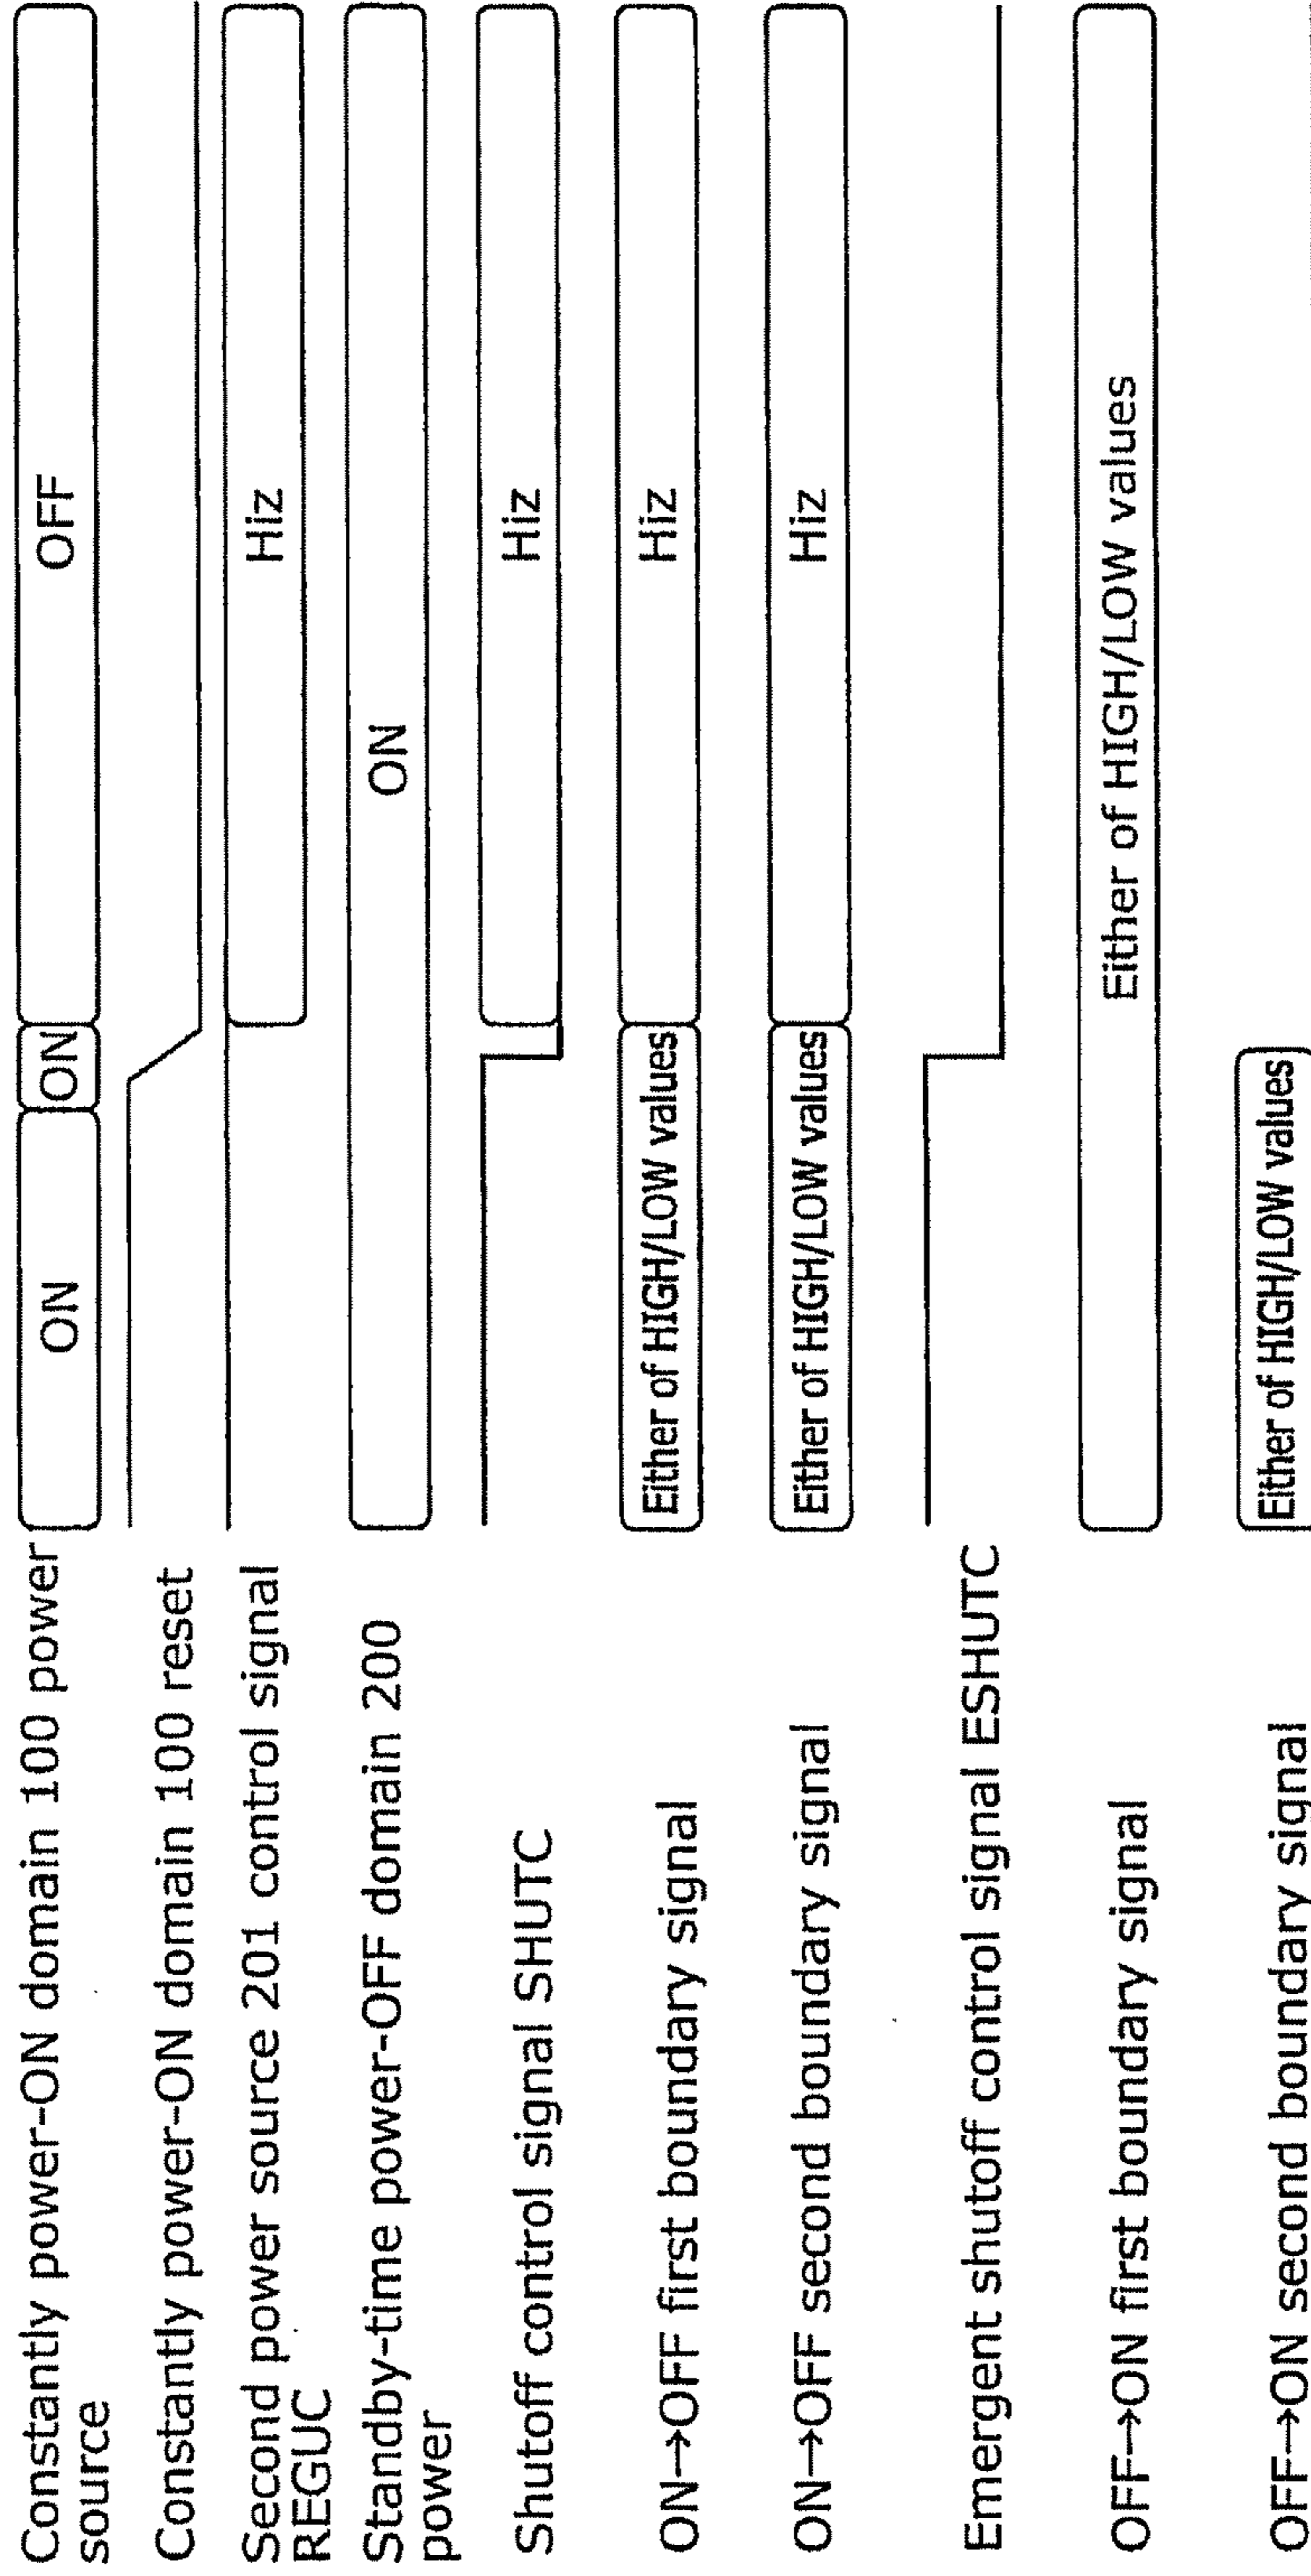 Constantly power-ON domain 100 power
source
ON
ON
OFF
Constantly power-ON domain 100 reset
Second power source 201 control signal
REGUC
Hiz
Standby-time power-OFF domain 200
power
ON
Shutoff control signal SHUTC
Hiz
ON→OFF first boundary signal
Either of HIGH/LOW values
Hiz
ON→OFF second boundary signal
Either of HIGH/LOW values
Hiz
Emergent shutoff control signal ESHUTC
OFF→ON first boundary signal
Either of HIGH/LOW values
OFF→ON second boundary signal
Either of HIGH/LOW values